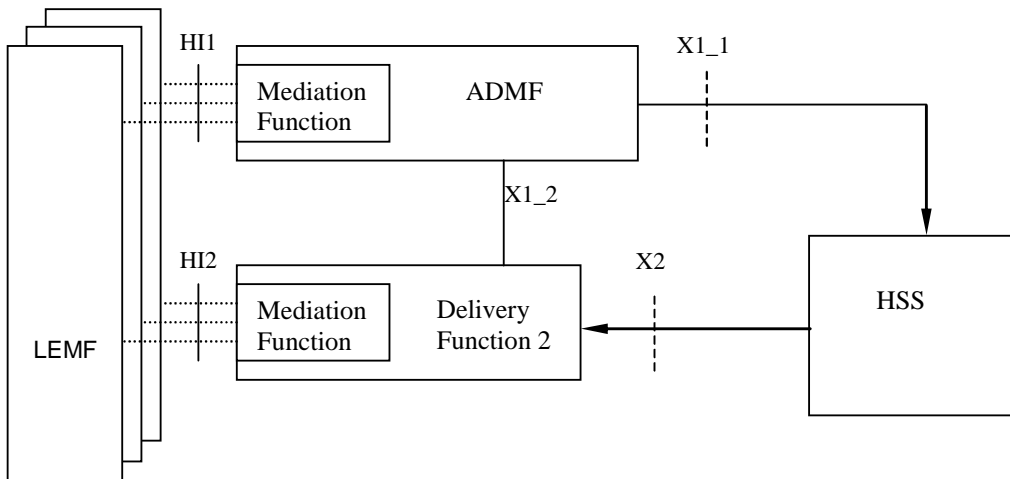 HI1
X1_1
Mediation
Function
ADMF
X1_2
HI2
X2
Mediation
Function
Delivery
Function 2
HSS
LEMF